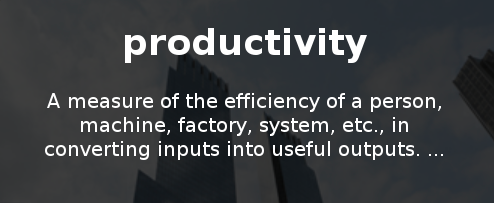 productivity
A measure of the efficiency of a person,
machine, factory, system, etc., in
converting inputs into useful outputs. ...